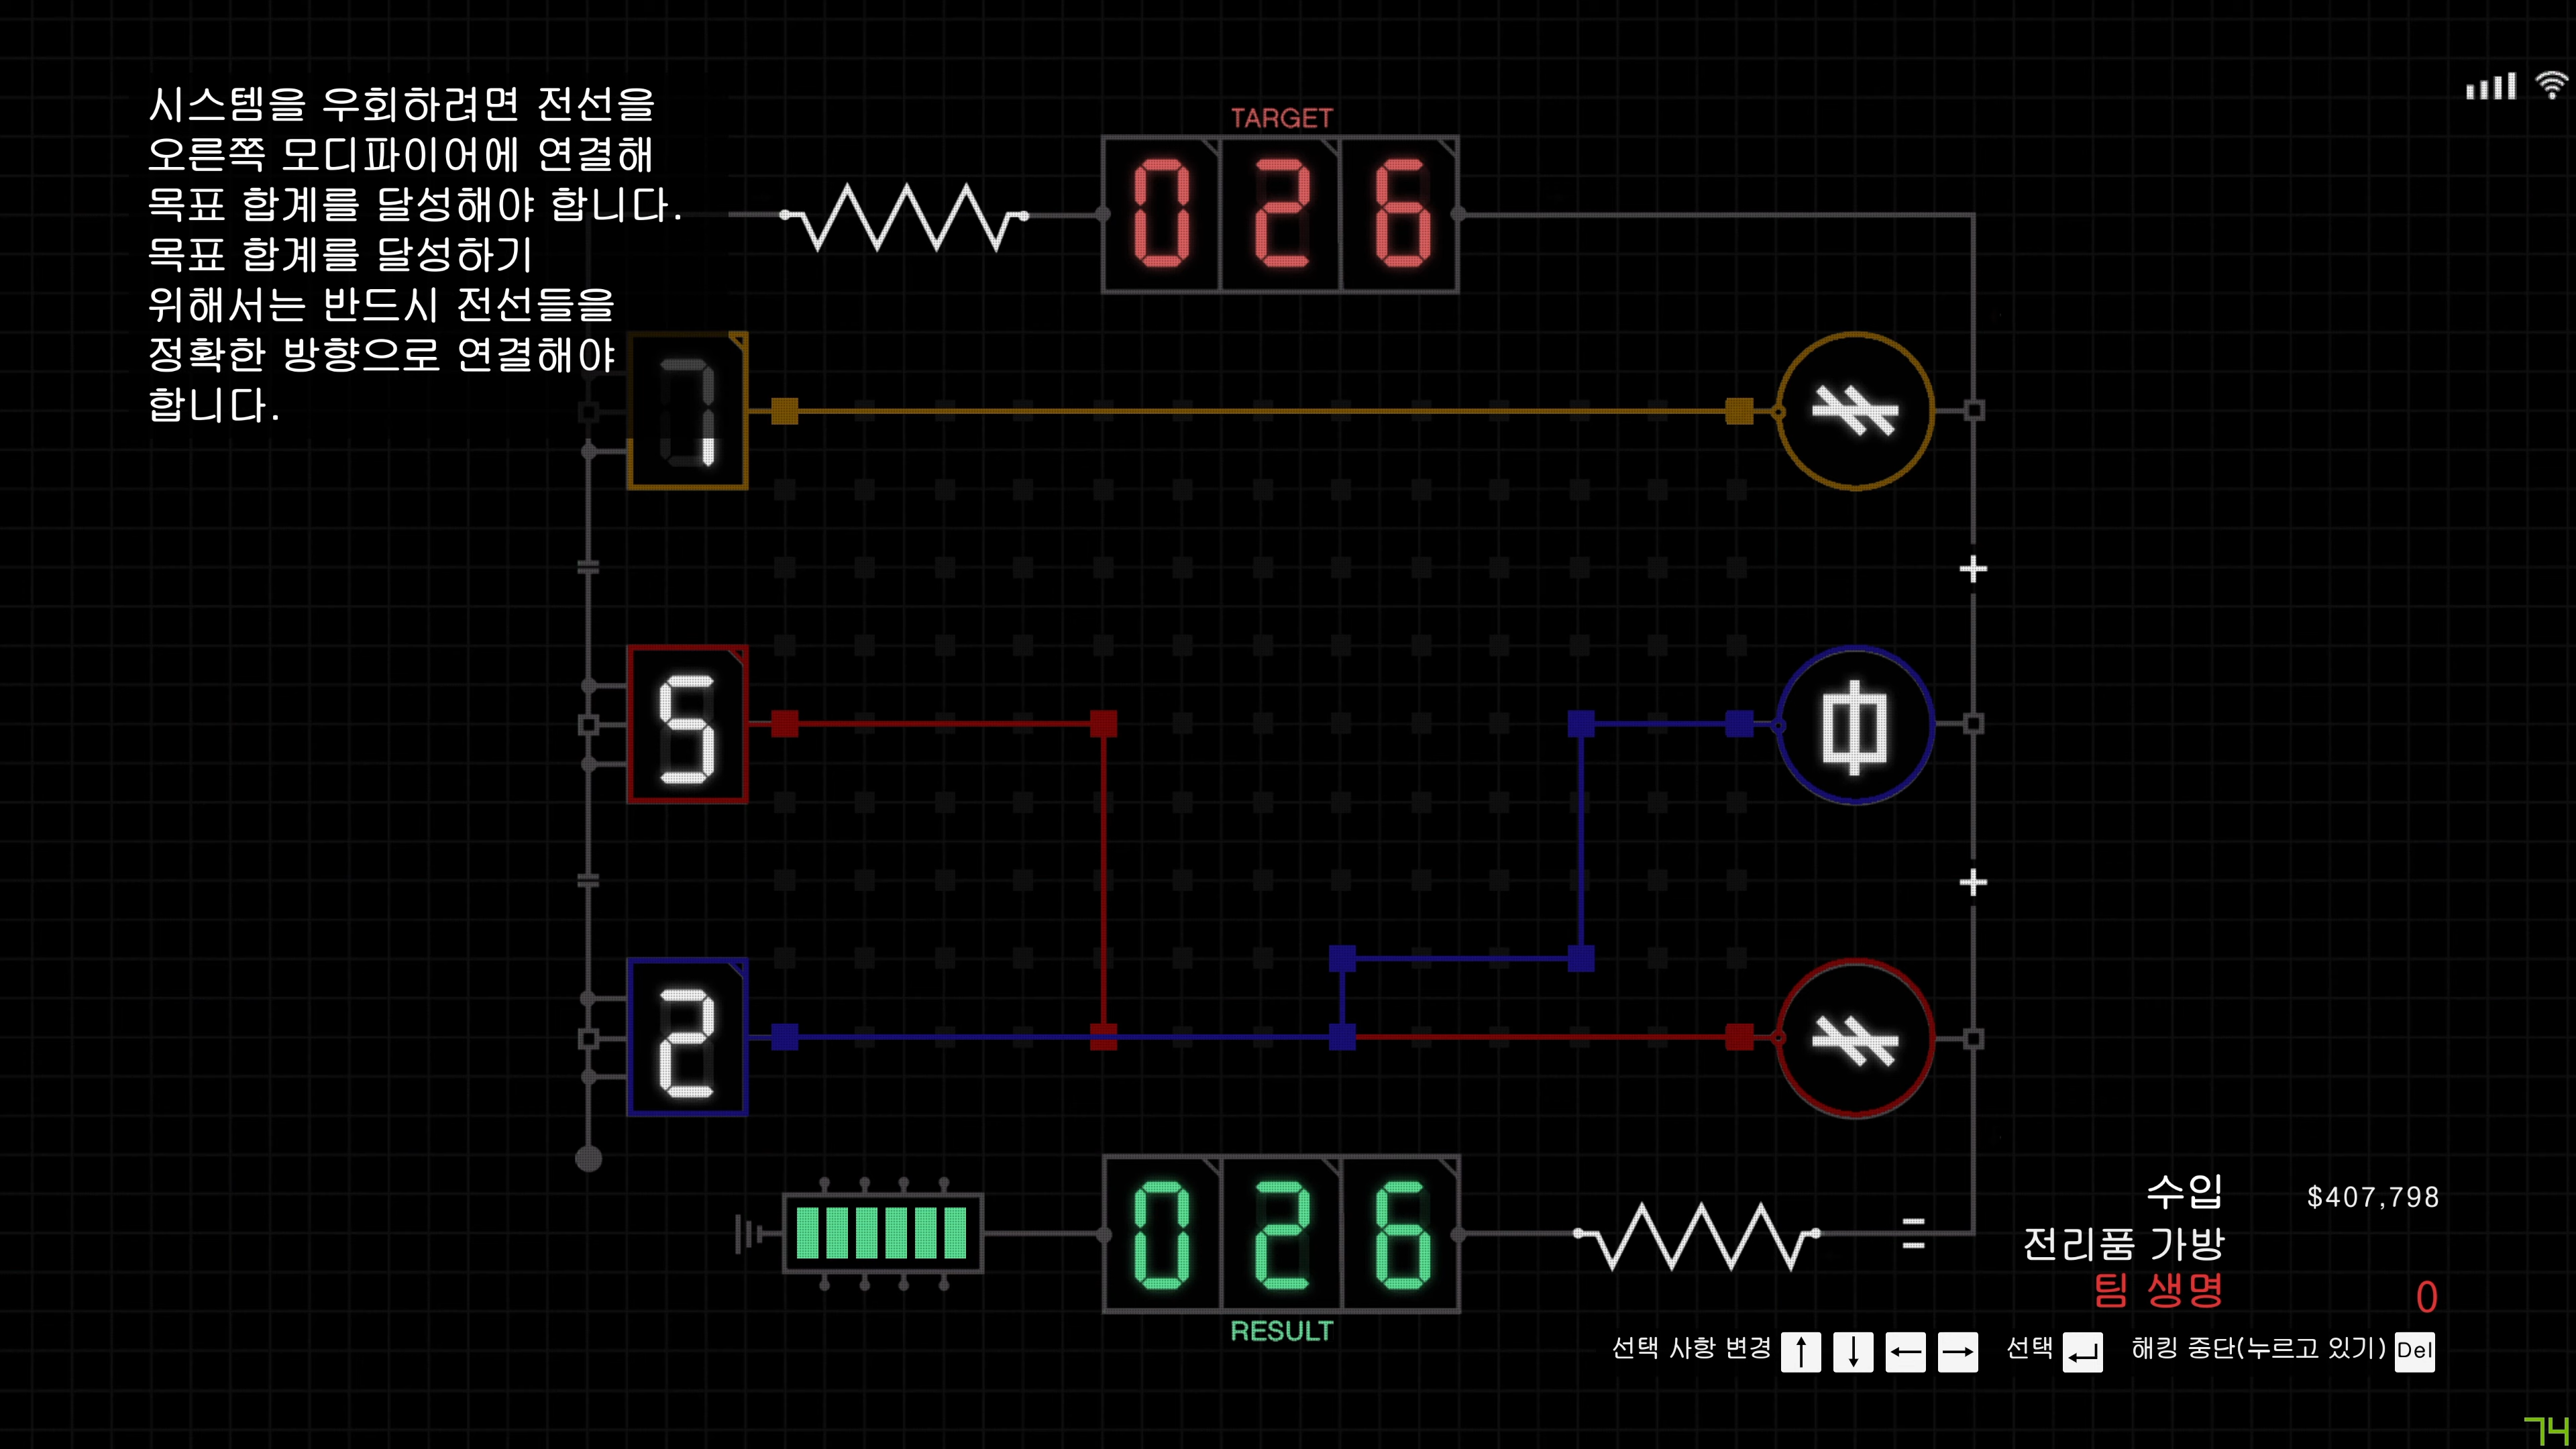 시스템을 우회하려면 전선을
오른쪽 모디파이어에 연결해
목표 합계를 달성해야 합니다.
목표 합계를 달성하기
위해서는 반드시 전선들을
정확한 방향으로 연결해야
합니다.
TARGET
026
7
5
2
+
+
026
=
RESULT
수입 $407,798
전리품 가방
팀 생명 0
선택 사항 변경 ↑ ↓ ← → 선택 ↵ 해킹 중단(누르고 있기) Del
74